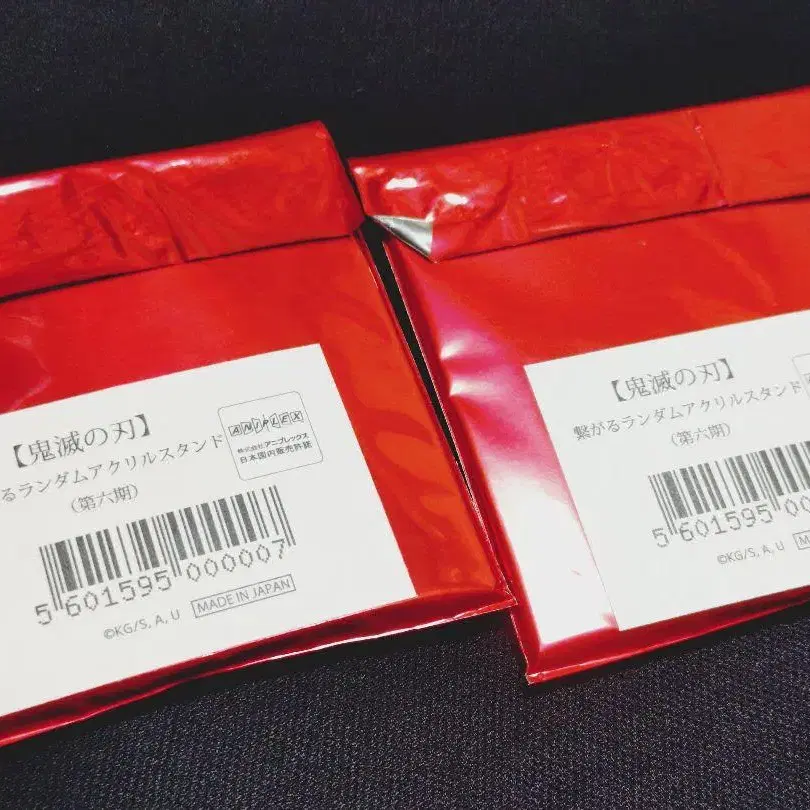 【鬼滅の刃】
がるランダムアクリルスタンド
(第六期)
ANIPLEX
株式会社アニプレックス
日本国内販売許諾
5 601595 000007
©KG/S, A, U
MADE IN JAPAN
【鬼滅の刃】
繋がるランダムアクリルスタンド
(第六期)
5 601595 00
©KG/S, A, U
MA